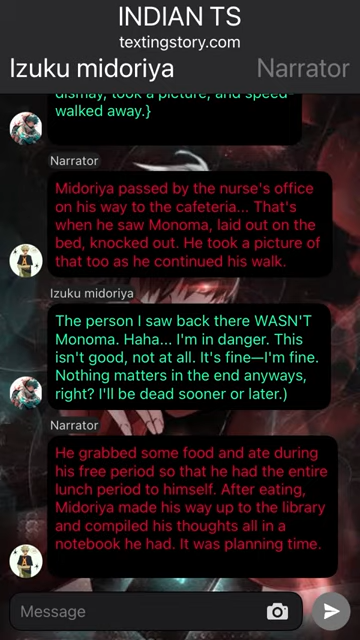 INDIAN TS
textingstory.com
Izuku midoriya
Narrator
dismay, took a picture, and speed-
walked away.}
Narrator
Midoriya passed by the nurse's office
on his way to the cafeteria... That's
when he saw Monoma, laid out on the
bed, knocked out. He took a picture of
that too as he continued his walk.
Izuku midoriya
The person I saw back there WASN'T
Monoma. Haha... I'm in danger. This
isn't good, not at all. It's fine—I'm fine.
Nothing matters in the end anyways,
right? I'll be dead sooner or later.)
Narrator
He grabbed some food and ate during
his free period so that he had the entire
lunch period to himself. After eating,
Midoriya made his way up to the library
and compiled his thoughts all in a
notebook he had. It was planning time.
Message